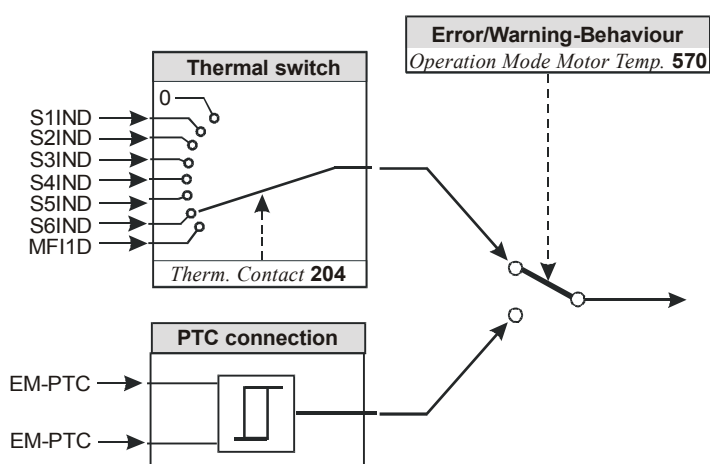 Error/Warning-Behaviour
Operation Mode Motor Temp. 570
Thermal switch
0
S1IND
S2IND
S3IND
S4IND
S5IND
S6IND
MFI1D
Therm. Contact 204
PTC connection
EM-PTC
EM-PTC